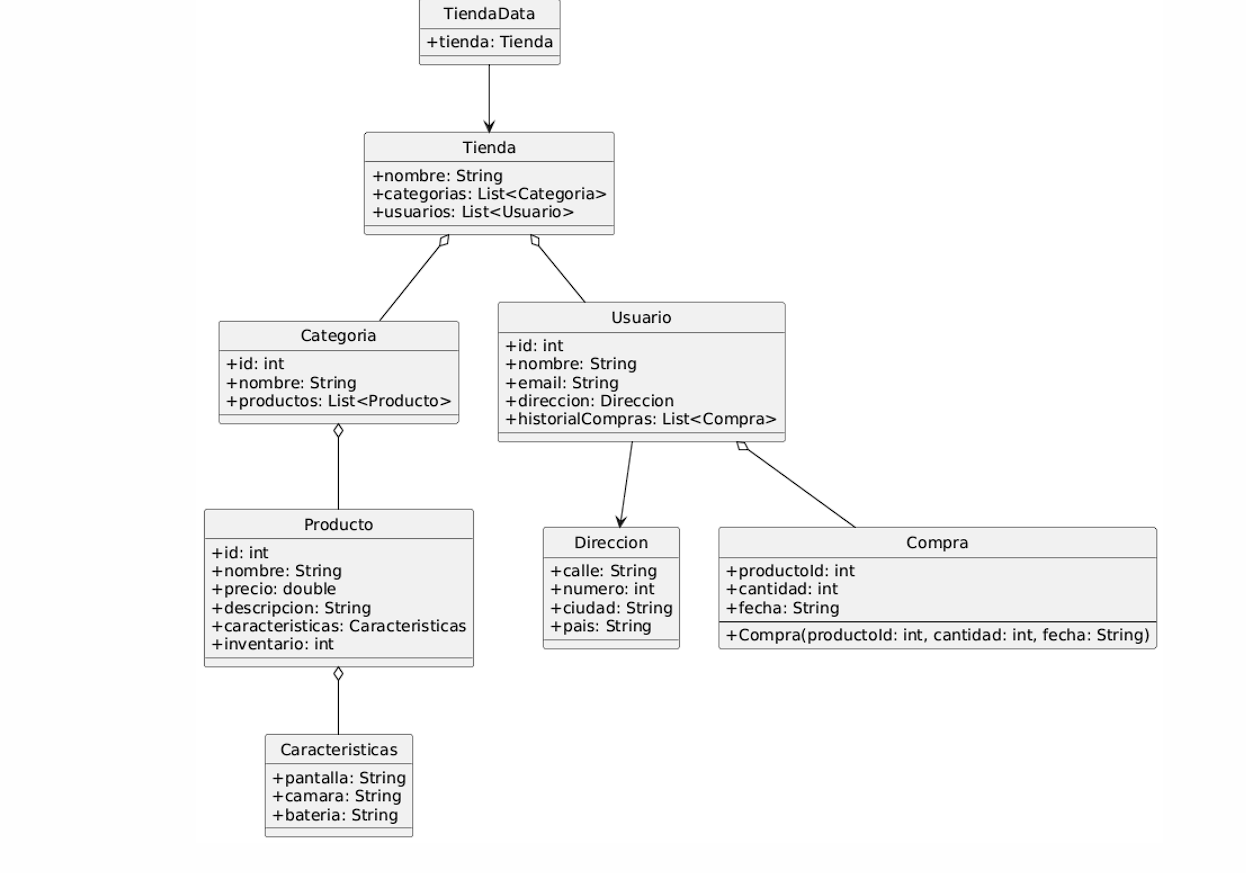 TiendaData
+tienda: Tienda
Tienda
+nombre: String
+categorias: List<Categoria>
+usuarios: List<Usuario>
Categoria
+id: int
+nombre: String
+productos: List<Producto>
Usuario
+id: int
+nombre: String
+email: String
+direccion: Direccion
+historialCompras: List<Compra>
Producto
+id: int
+nombre: String
+precio: double
+descripcion: String
+caracteristicas: Caracteristicas
+inventario: int
Direccion
+calle: String
+numero: int
+ciudad: String
+pais: String
Compra
+productoId: int
+cantidad: int
+fecha: String
+Compra(productoId: int, cantidad: int, fecha: String)
Caracteristicas
+pantalla: String
+camara: String
+bateria: String